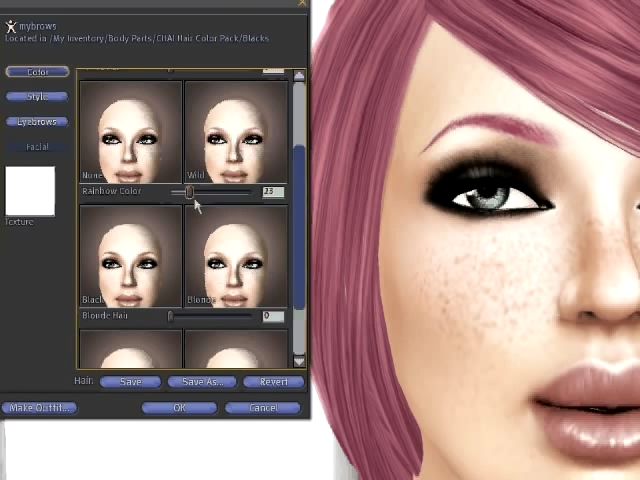 mybrows
Located in /My Inventory/Body Parts/CHAI Hair Color Pack/Blacks
Color
Style
Eyebrows
Facial
Texture
None
Wild
Rainbow Color
23
Black
Blonde
Blonde Hair
0
Hair:
Save
Save As...
Revert
Make Outfit...
OK
Cancel